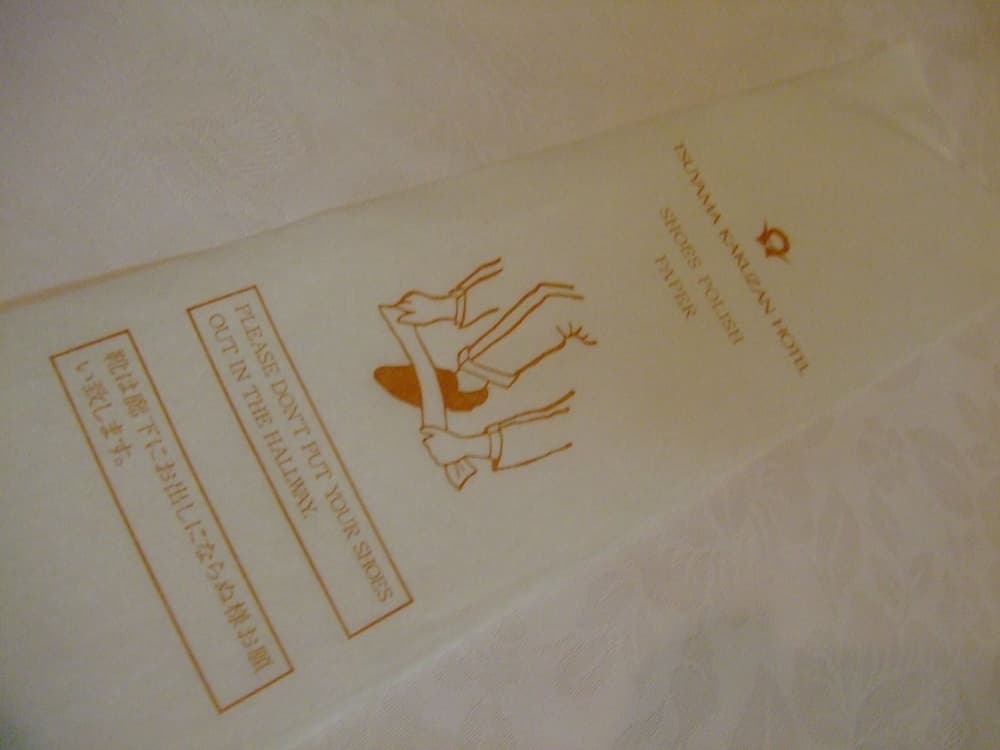 TSUYAMA KAKUZAN HOTEL
SHOES POLISH
PAPER
PLEASE DON'T PUT YOUR SHOES
OUT IN THE HALLWAY.
靴は廊下にお出しにならぬ様お願
い致します。